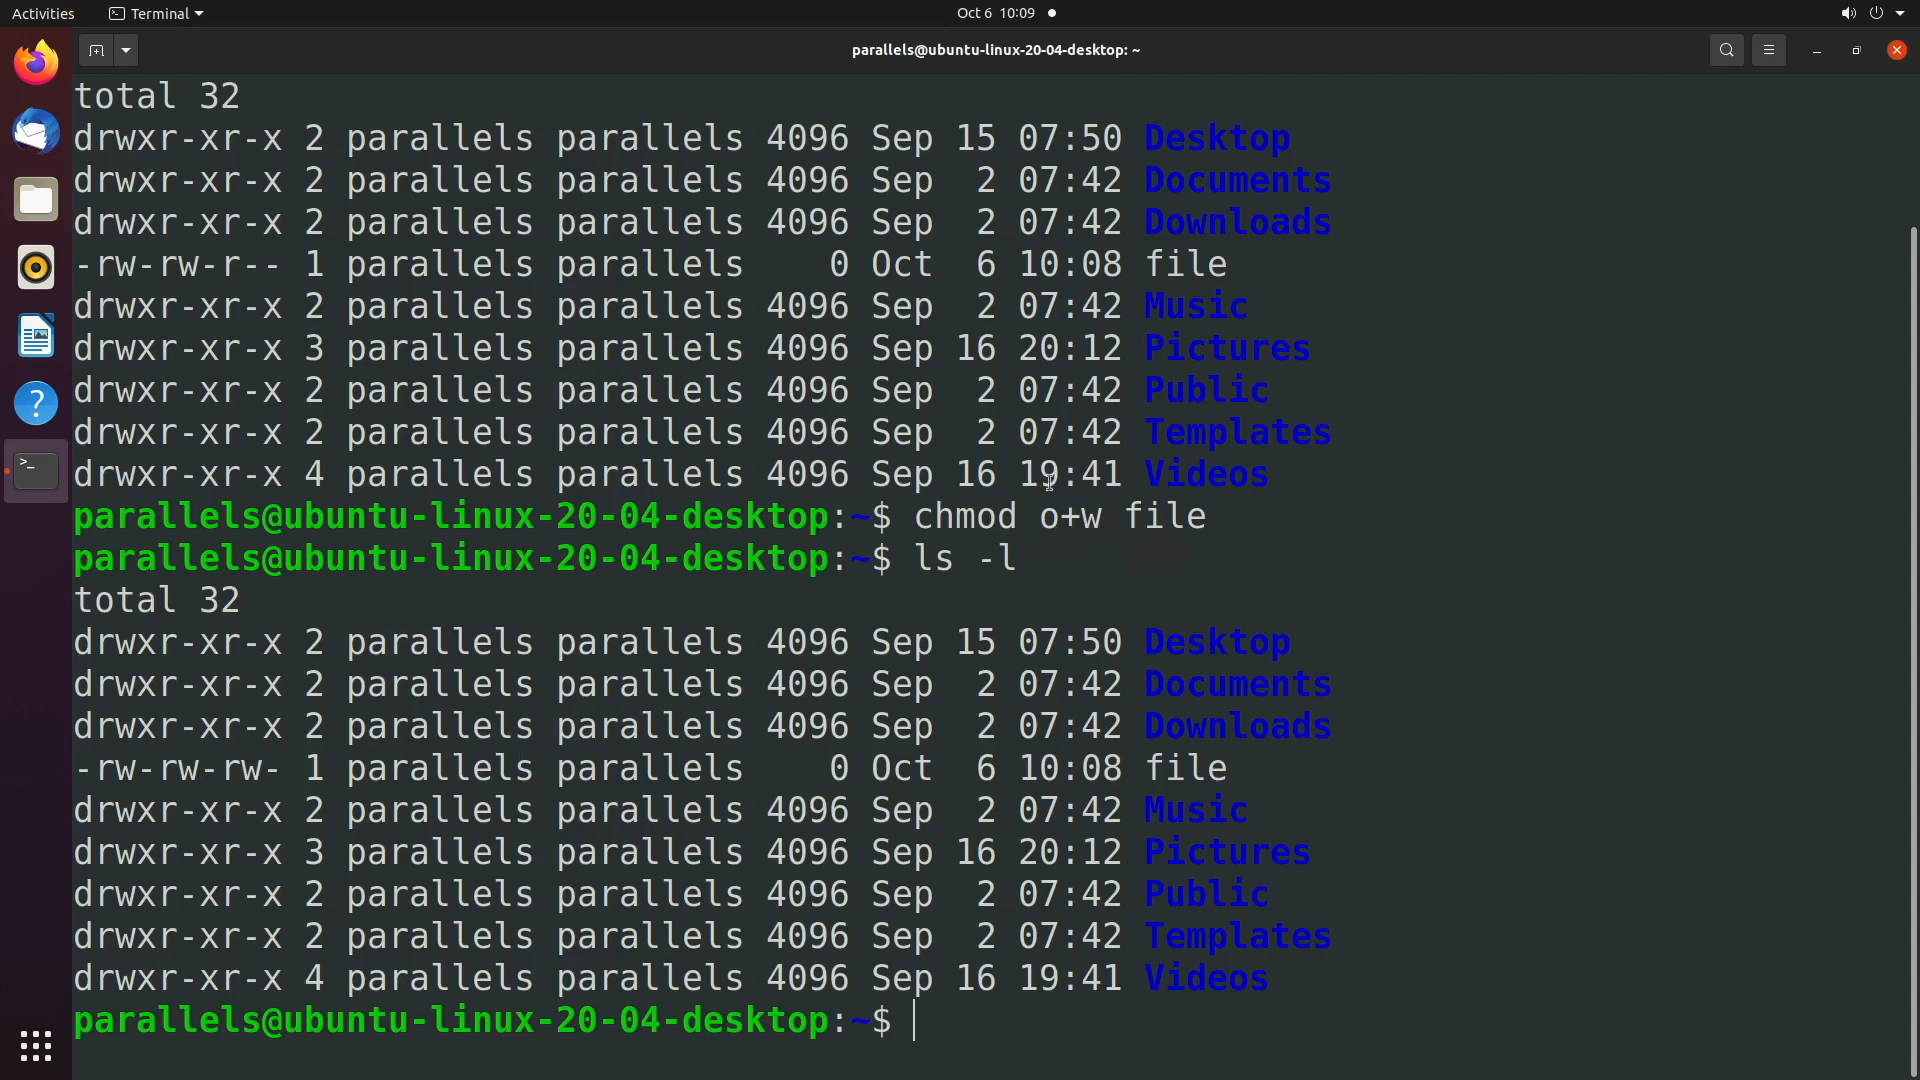 Activities Terminal Oct 6 10:09
parallels@ubuntu-linux-20-04-desktop: ~
total 32
drwxr-xr-x 2 parallels parallels 4096 Sep 15 07:50 Desktop
drwxr-xr-x 2 parallels parallels 4096 Sep  2 07:42 Documents
drwxr-xr-x 2 parallels parallels 4096 Sep  2 07:42 Downloads
-rw-rw-r-- 1 parallels parallels    0 Oct  6 10:08 file
drwxr-xr-x 2 parallels parallels 4096 Sep  2 07:42 Music
drwxr-xr-x 3 parallels parallels 4096 Sep 16 20:12 Pictures
drwxr-xr-x 2 parallels parallels 4096 Sep  2 07:42 Public
drwxr-xr-x 2 parallels parallels 4096 Sep  2 07:42 Templates
drwxr-xr-x 4 parallels parallels 4096 Sep 16 19:41 Videos
parallels@ubuntu-linux-20-04-desktop:~$ chmod o+w file
parallels@ubuntu-linux-20-04-desktop:~$ ls -l
total 32
drwxr-xr-x 2 parallels parallels 4096 Sep 15 07:50 Desktop
drwxr-xr-x 2 parallels parallels 4096 Sep  2 07:42 Documents
drwxr-xr-x 2 parallels parallels 4096 Sep  2 07:42 Downloads
-rw-rw-rw- 1 parallels parallels    0 Oct  6 10:08 file
drwxr-xr-x 2 parallels parallels 4096 Sep  2 07:42 Music
drwxr-xr-x 3 parallels parallels 4096 Sep 16 20:12 Pictures
drwxr-xr-x 2 parallels parallels 4096 Sep  2 07:42 Public
drwxr-xr-x 2 parallels parallels 4096 Sep  2 07:42 Templates
drwxr-xr-x 4 parallels parallels 4096 Sep 16 19:41 Videos
parallels@ubuntu-linux-20-04-desktop:~$